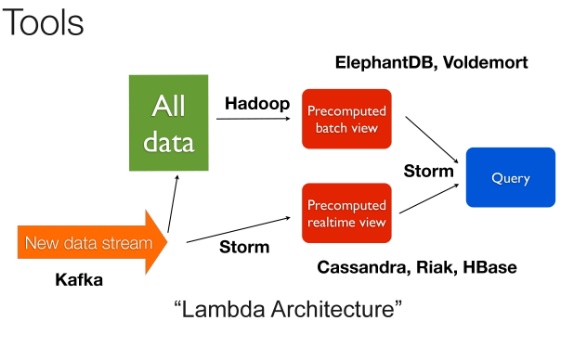 Tools
ElephantDB, Voldemort
All
data
Hadoop
Precomputed
batch view
Storm
Query
New data stream
Kafka
Storm
Precomputed
realtime view
Cassandra, Riak, HBase
“Lambda Architecture”